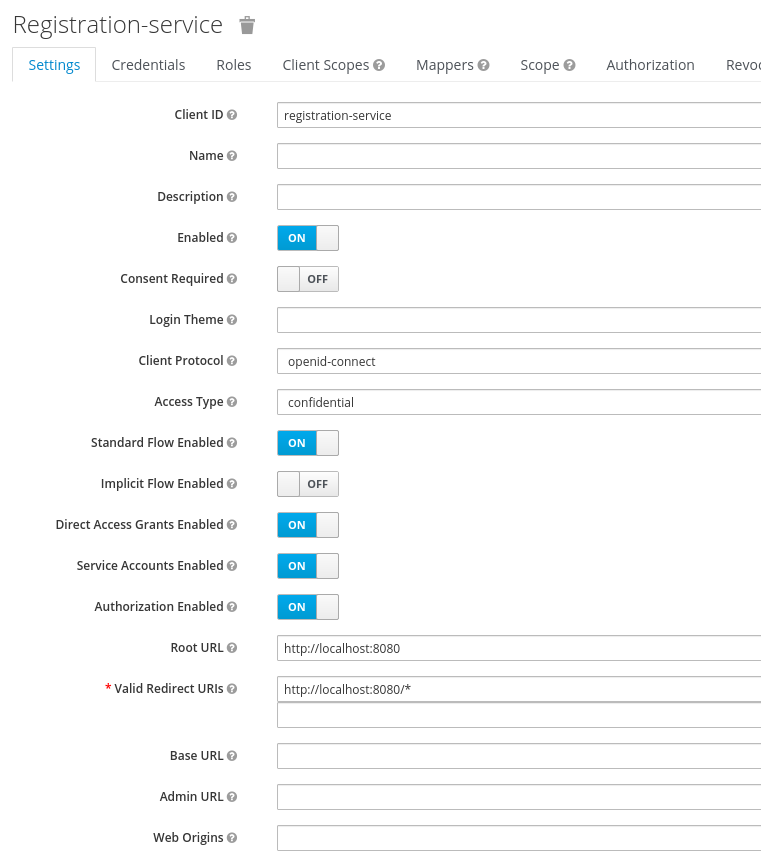 Registration-service
Settings Credentials Roles Client Scopes Mappers Scope Authorization Revoc
Client ID registration-service
Name
Description
Enabled ON
Consent Required OFF
Login Theme
Client Protocol openid-connect
Access Type confidential
Standard Flow Enabled ON
Implicit Flow Enabled OFF
Direct Access Grants Enabled ON
Service Accounts Enabled ON
Authorization Enabled ON
Root URL http://localhost:8080
* Valid Redirect URIs http://localhost:8080/*
Base URL
Admin URL
Web Origins